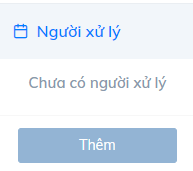 Người xử lý
Chưa có người xử lý
Thêm